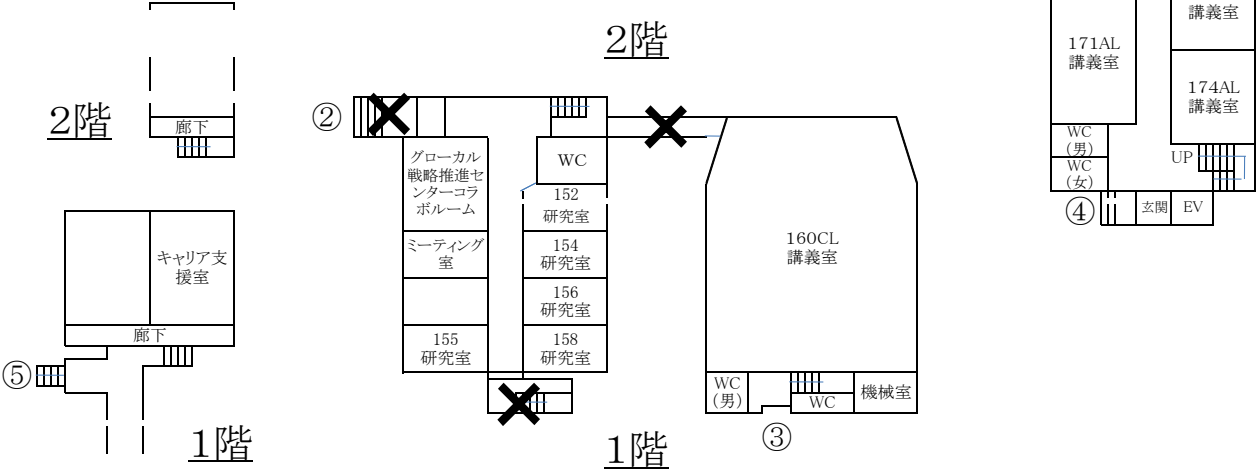 2階
廊下
キャリア支
援室
廊下
⑤
1階
2階
②
グローカル
戦略推進セ
ンターコラ
ボルーム
ミーティング
室
155
研究室
WC
152
研究室
154
研究室
156
研究室
158
研究室
160CL
講義室
WC
(男)
WC
機械室
③
1階
講義室
171AL
講義室
174AL
講義室
WC
(男)
WC
(女)
UP
④
玄関
EV